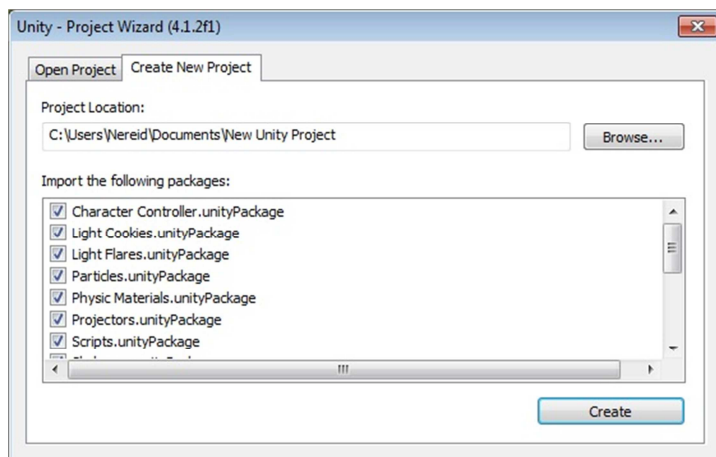 Unity - Project Wizard (4.1.2f1)
Open Project
Create New Project
Project Location:
C:\Users\Nereid\Documents\New Unity Project
Browse...
Import the following packages:
Character Controller.unityPackage
Light Cookies.unityPackage
Light Flares.unityPackage
Particles.unityPackage
Physic Materials.unityPackage
Projectors.unityPackage
Scripts.unityPackage
Create